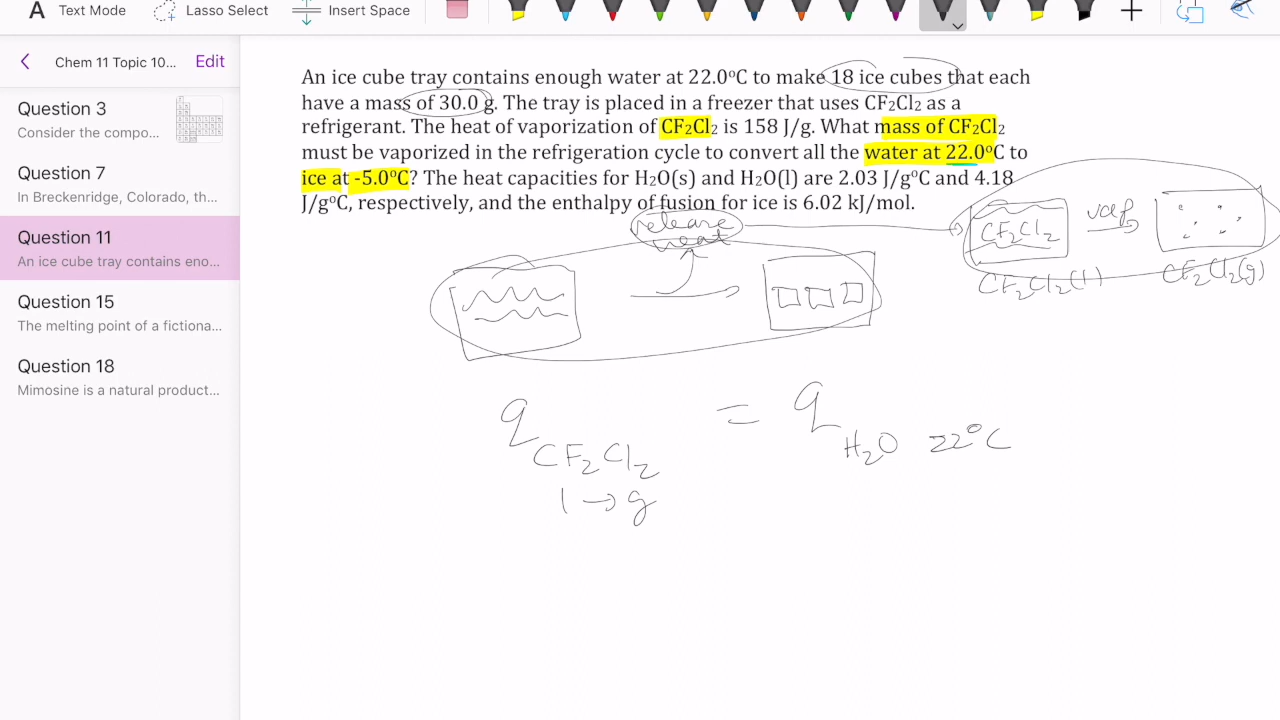 A Text Mode Lasso Select Insert Space
Chem 11 Topic 10... Edit
Question 3
Consider the compo...
Question 7
In Breckenridge, Colorado, th...
Question 11
An ice cube tray contains eno...
Question 15
The melting point of a fictiona...
Question 18
Mimosine is a natural product...
An ice cube tray contains enough water at 22.0°C to make 18 ice cubes that each
have a mass of 30.0 g. The tray is placed in a freezer that uses CF2Cl2 as a
refrigerant. The heat of vaporization of CF2Cl2 is 158 J/g. What mass of CF2Cl2
must be vaporized in the refrigeration cycle to convert all the water at 22.0°C to
ice at -5.0°C? The heat capacities for H2O(s) and H2O(l) are 2.03 J/g°C and 4.18
J/g°C, respectively, and the enthalpy of fusion for ice is 6.02 kJ/mol.
release
heat
CF2Cl2 vap
CF2Cl2(l) CF2Cl2(g)
q = q
CF2Cl2 H2O 22°C
l → g